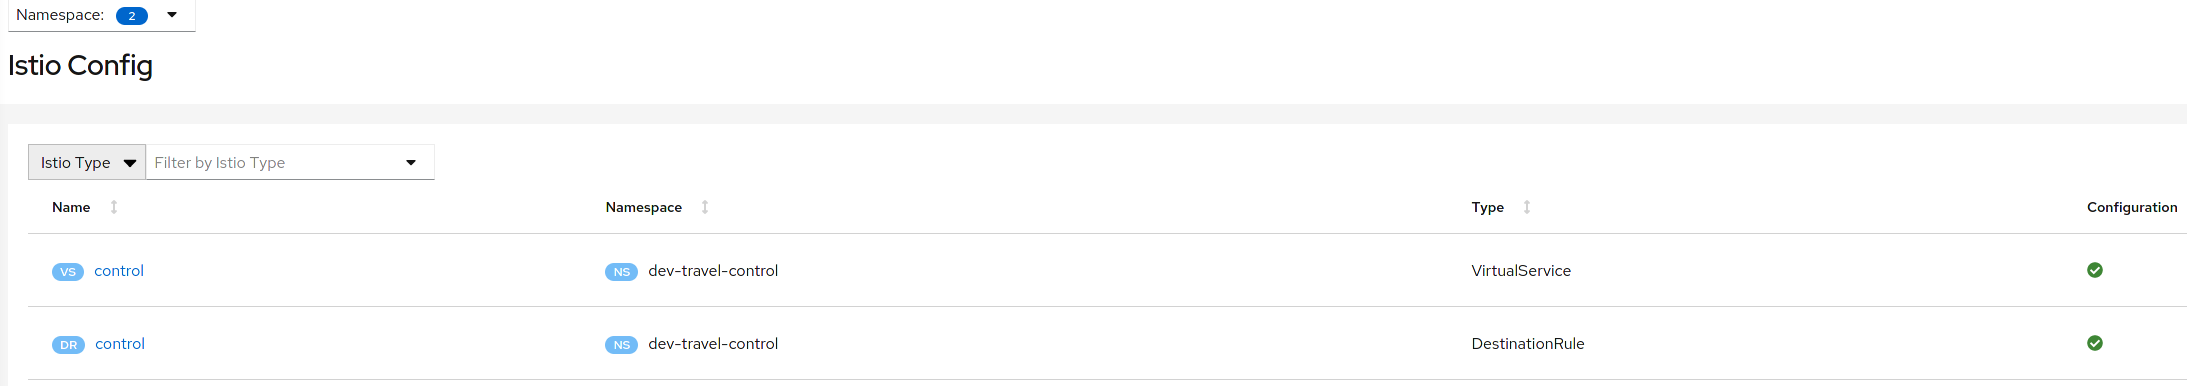 Namespace: 2
Istio Config
Istio Type Filter by Istio Type
Name Namespace Type Configuration
VS control NS dev-travel-control VirtualService
DR control NS dev-travel-control DestinationRule